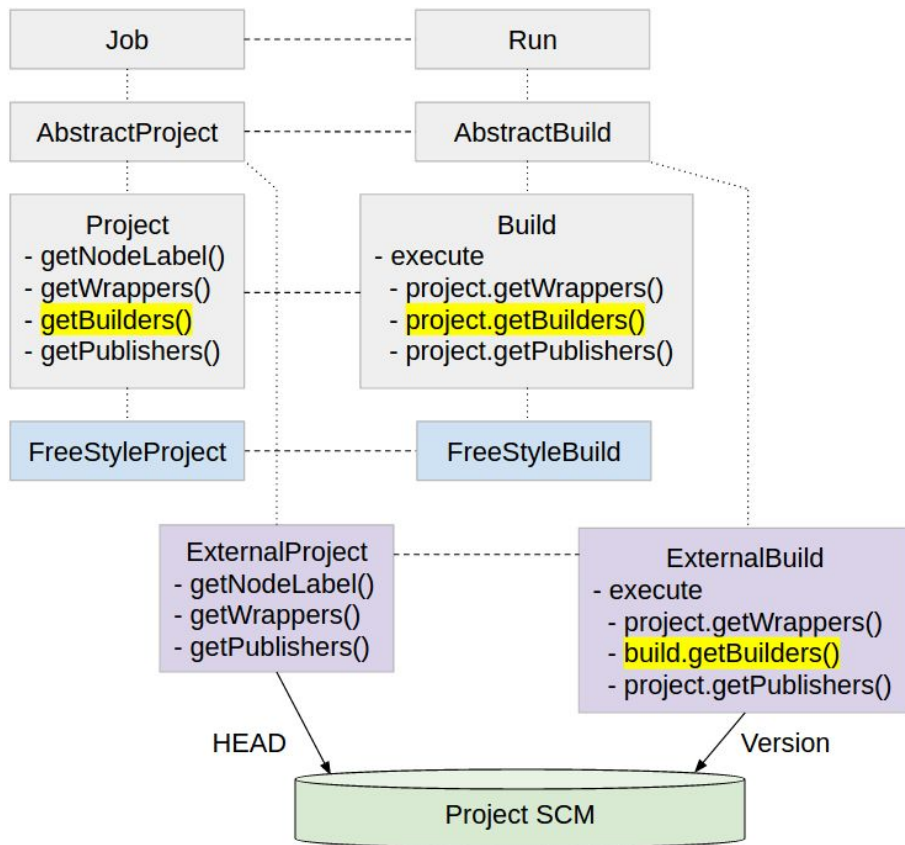 Job
Run
AbstractProject
AbstractBuild
Project
- getNodeLabel()
- getWrappers()
- getBuilders()
- getPublishers()
Build
- execute
- project.getWrappers()
- project.getBuilders()
- project.getPublishers()
FreeStyleProject
FreeStyleBuild
ExternalProject
- getNodeLabel()
- getWrappers()
- getPublishers()
ExternalBuild
- execute
- project.getWrappers()
- build.getBuilders()
- project.getPublishers()
HEAD
Version
Project SCM